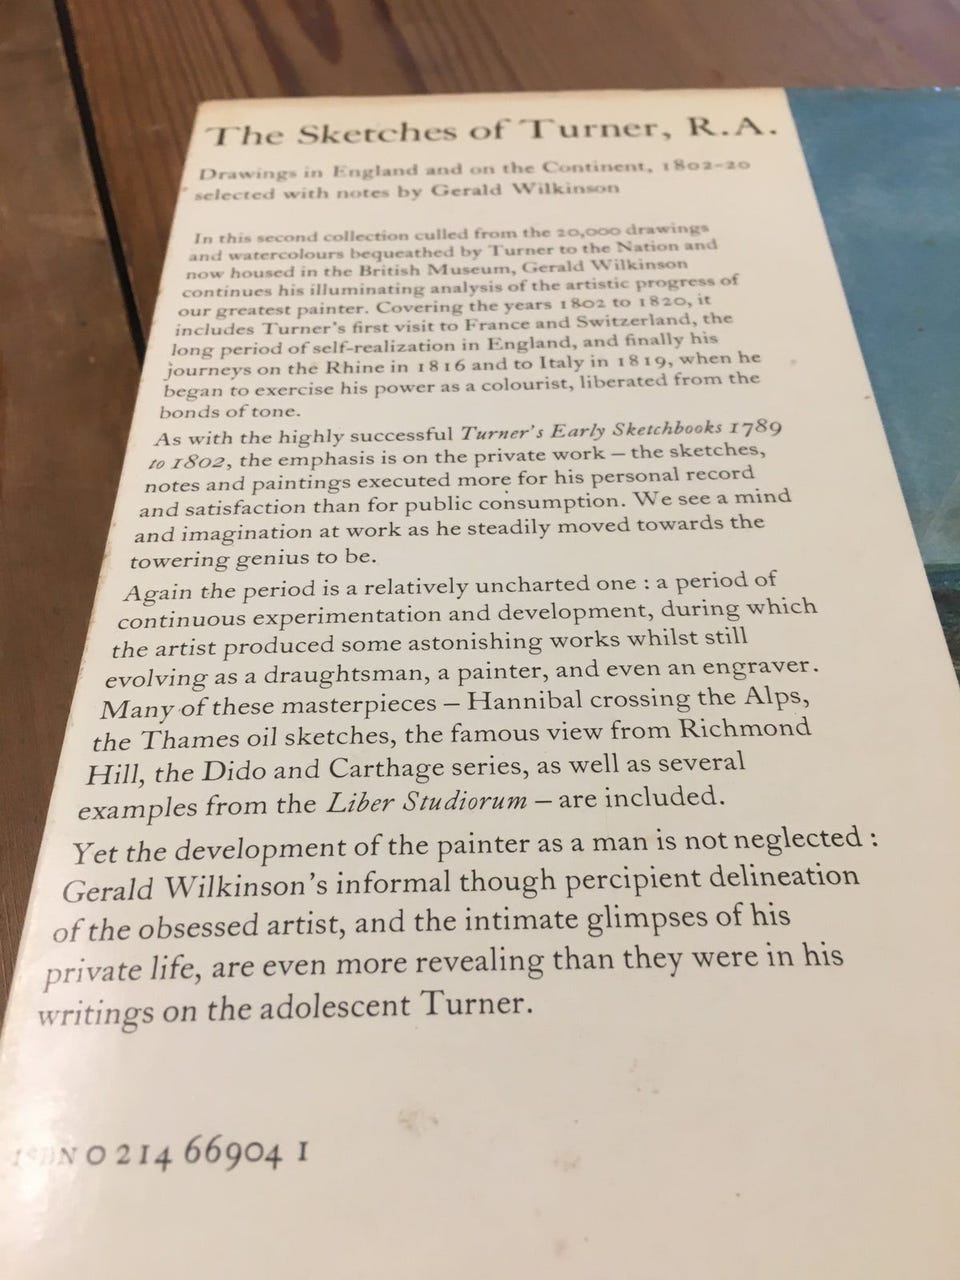 The Sketches of Turner, R.A.
Drawings in England and on the Continent, 1802-20
selected with notes by Gerald Wilkinson
In this second collection culled from the 20,000 drawings
and watercolours bequeathed by Turner to the Nation and
now housed in the British Museum, Gerald Wilkinson
continues his illuminating analysis of the artistic progress of
our greatest painter. Covering the years 1802 to 1820, it
includes Turner's first visit to France and Switzerland, the
long period of self-realization in England, and finally his
journeys on the Rhine in 1816 and to Italy in 1819, when he
began to exercise his power as a colourist, liberated from the
bonds of tone.
As with the highly successful Turner's Early Sketchbooks 1789
to 1802, the emphasis is on the private work – the sketches,
notes and paintings executed more for his personal record
and satisfaction than for public consumption. We see a mind
and imagination at work as he steadily moved towards the
towering genius to be.
Again the period is a relatively uncharted one : a period of
continuous experimentation and development, during which
the artist produced some astonishing works whilst still
evolving as a draughtsman, a painter, and even an engraver.
Many of these masterpieces – Hannibal crossing the Alps,
the Thames oil sketches, the famous view from Richmond
Hill, the Dido and Carthage series, as well as several
examples from the Liber Studiorum – are included.
Yet the development of the painter as a man is not neglected :
Gerald Wilkinson's informal though percipient delineation
of the obsessed artist, and the intimate glimpses of his
private life, are even more revealing than they were in his
writings on the adolescent Turner.
ISBN 0 214 66904 1